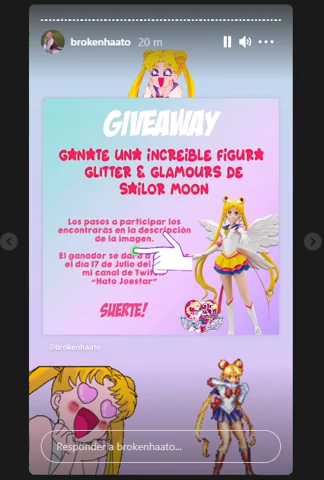 brokenhaato 20 m
GIVEAWAY
GANATE UNA INCREIBLE FIGURA
GLITTER & GLAMOURS DE
SAILOR MOON
Los pasos a participar los
encontrarás en la descripción
de la imagen.
El ganador se dará a
el día 17 de Julio del
mi canal de Twitch
"Hato Joestar"
SUERTE!
@brokenhaato
Responder a brokenhaato...